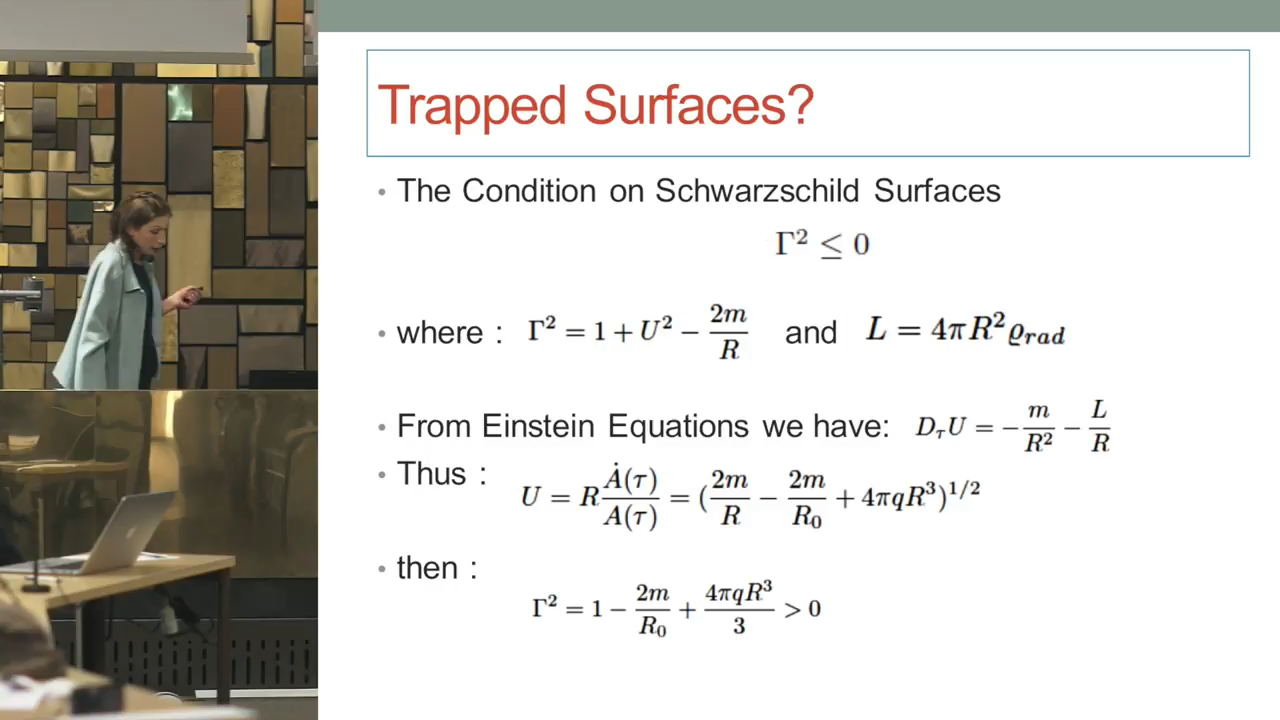 Trapped Surfaces?
• The Condition on Schwarzschild Surfaces
Γ² ≤ 0
• where : Γ² = 1 + U² − 2m/R and L = 4πR²ϱ_rad
• From Einstein Equations we have: D_τU = −m/R² − L/R
• Thus : U = R Ȧ(τ)/A(τ) = (2m/R − 2m/R₀ + 4πqR³)^1/2
• then :
Γ² = 1 − 2m/R₀ + 4πqR³/3 > 0